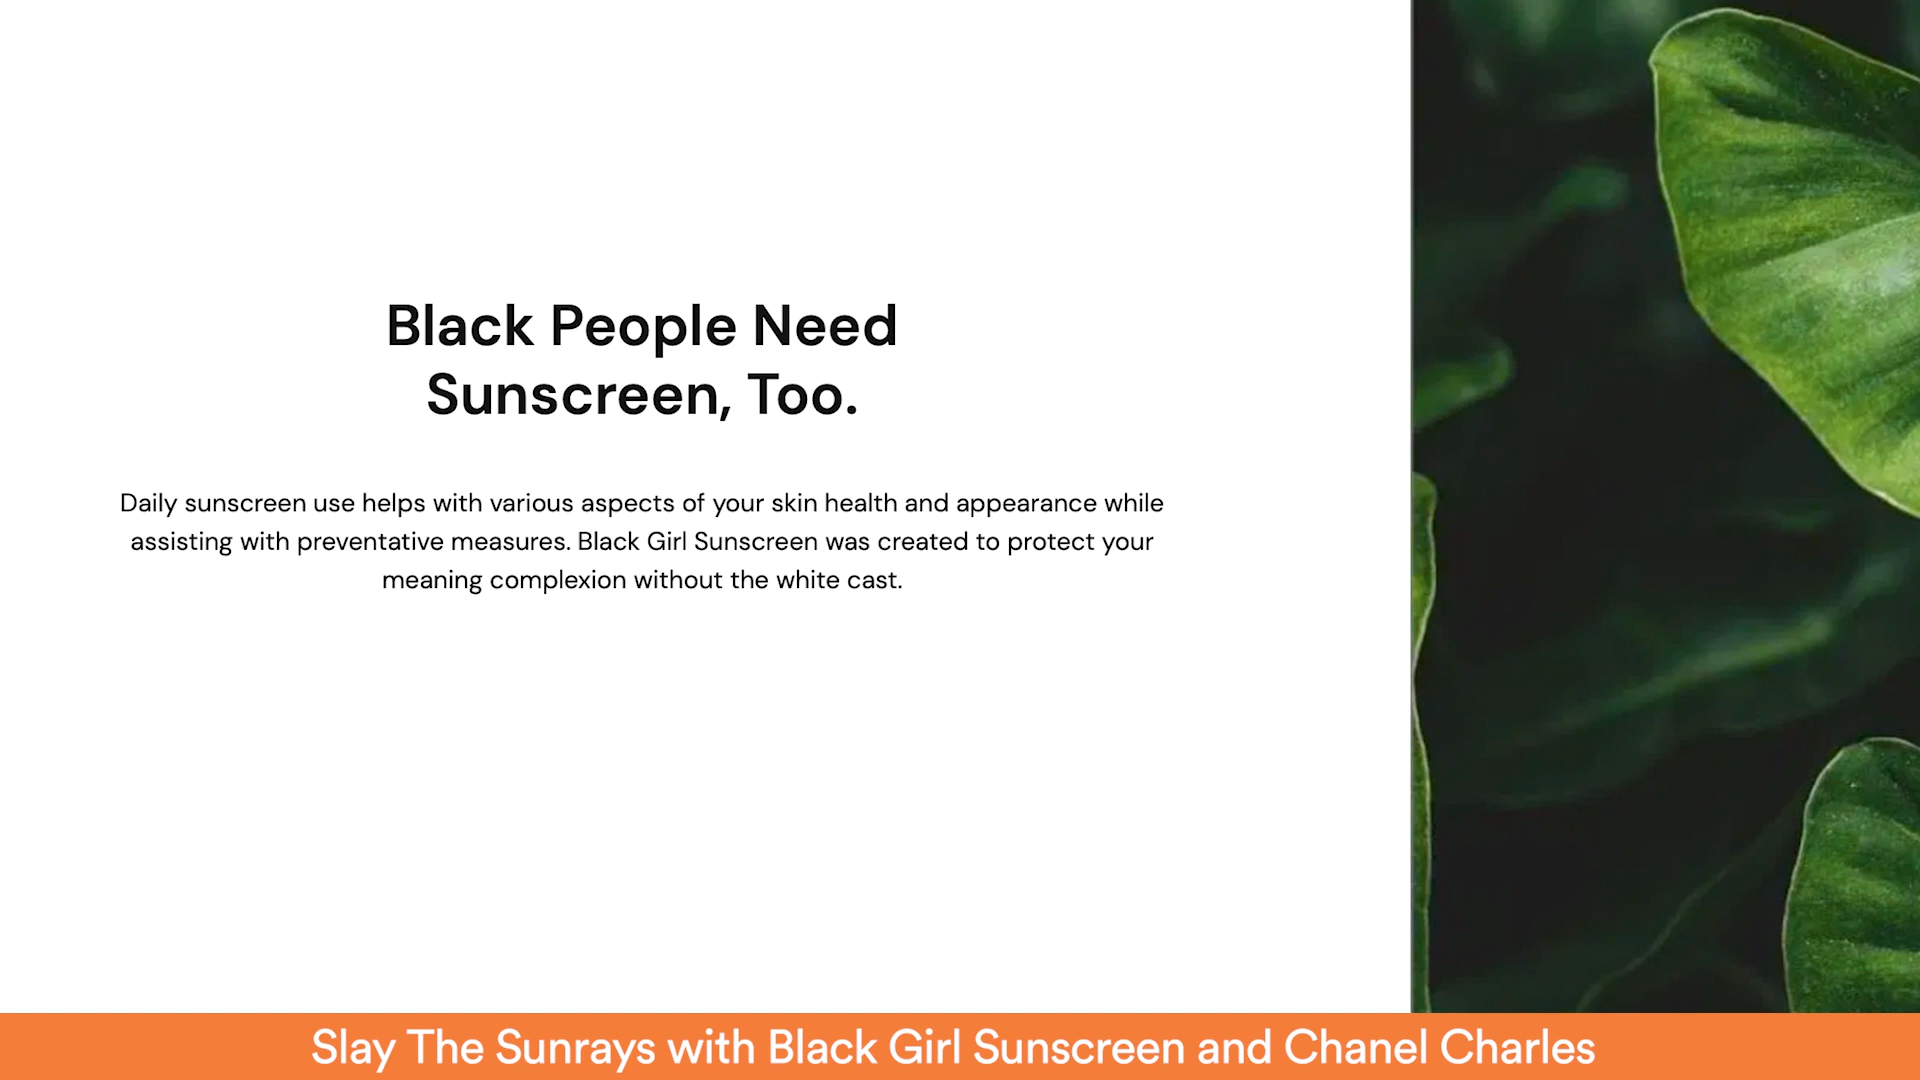 Black People Need
Sunscreen, Too.
Daily sunscreen use helps with various aspects of your skin health and appearance while
assisting with preventative measures. Black Girl Sunscreen was created to protect your
meaning complexion without the white cast.
Slay The Sunrays with Black Girl Sunscreen and Chanel Charles